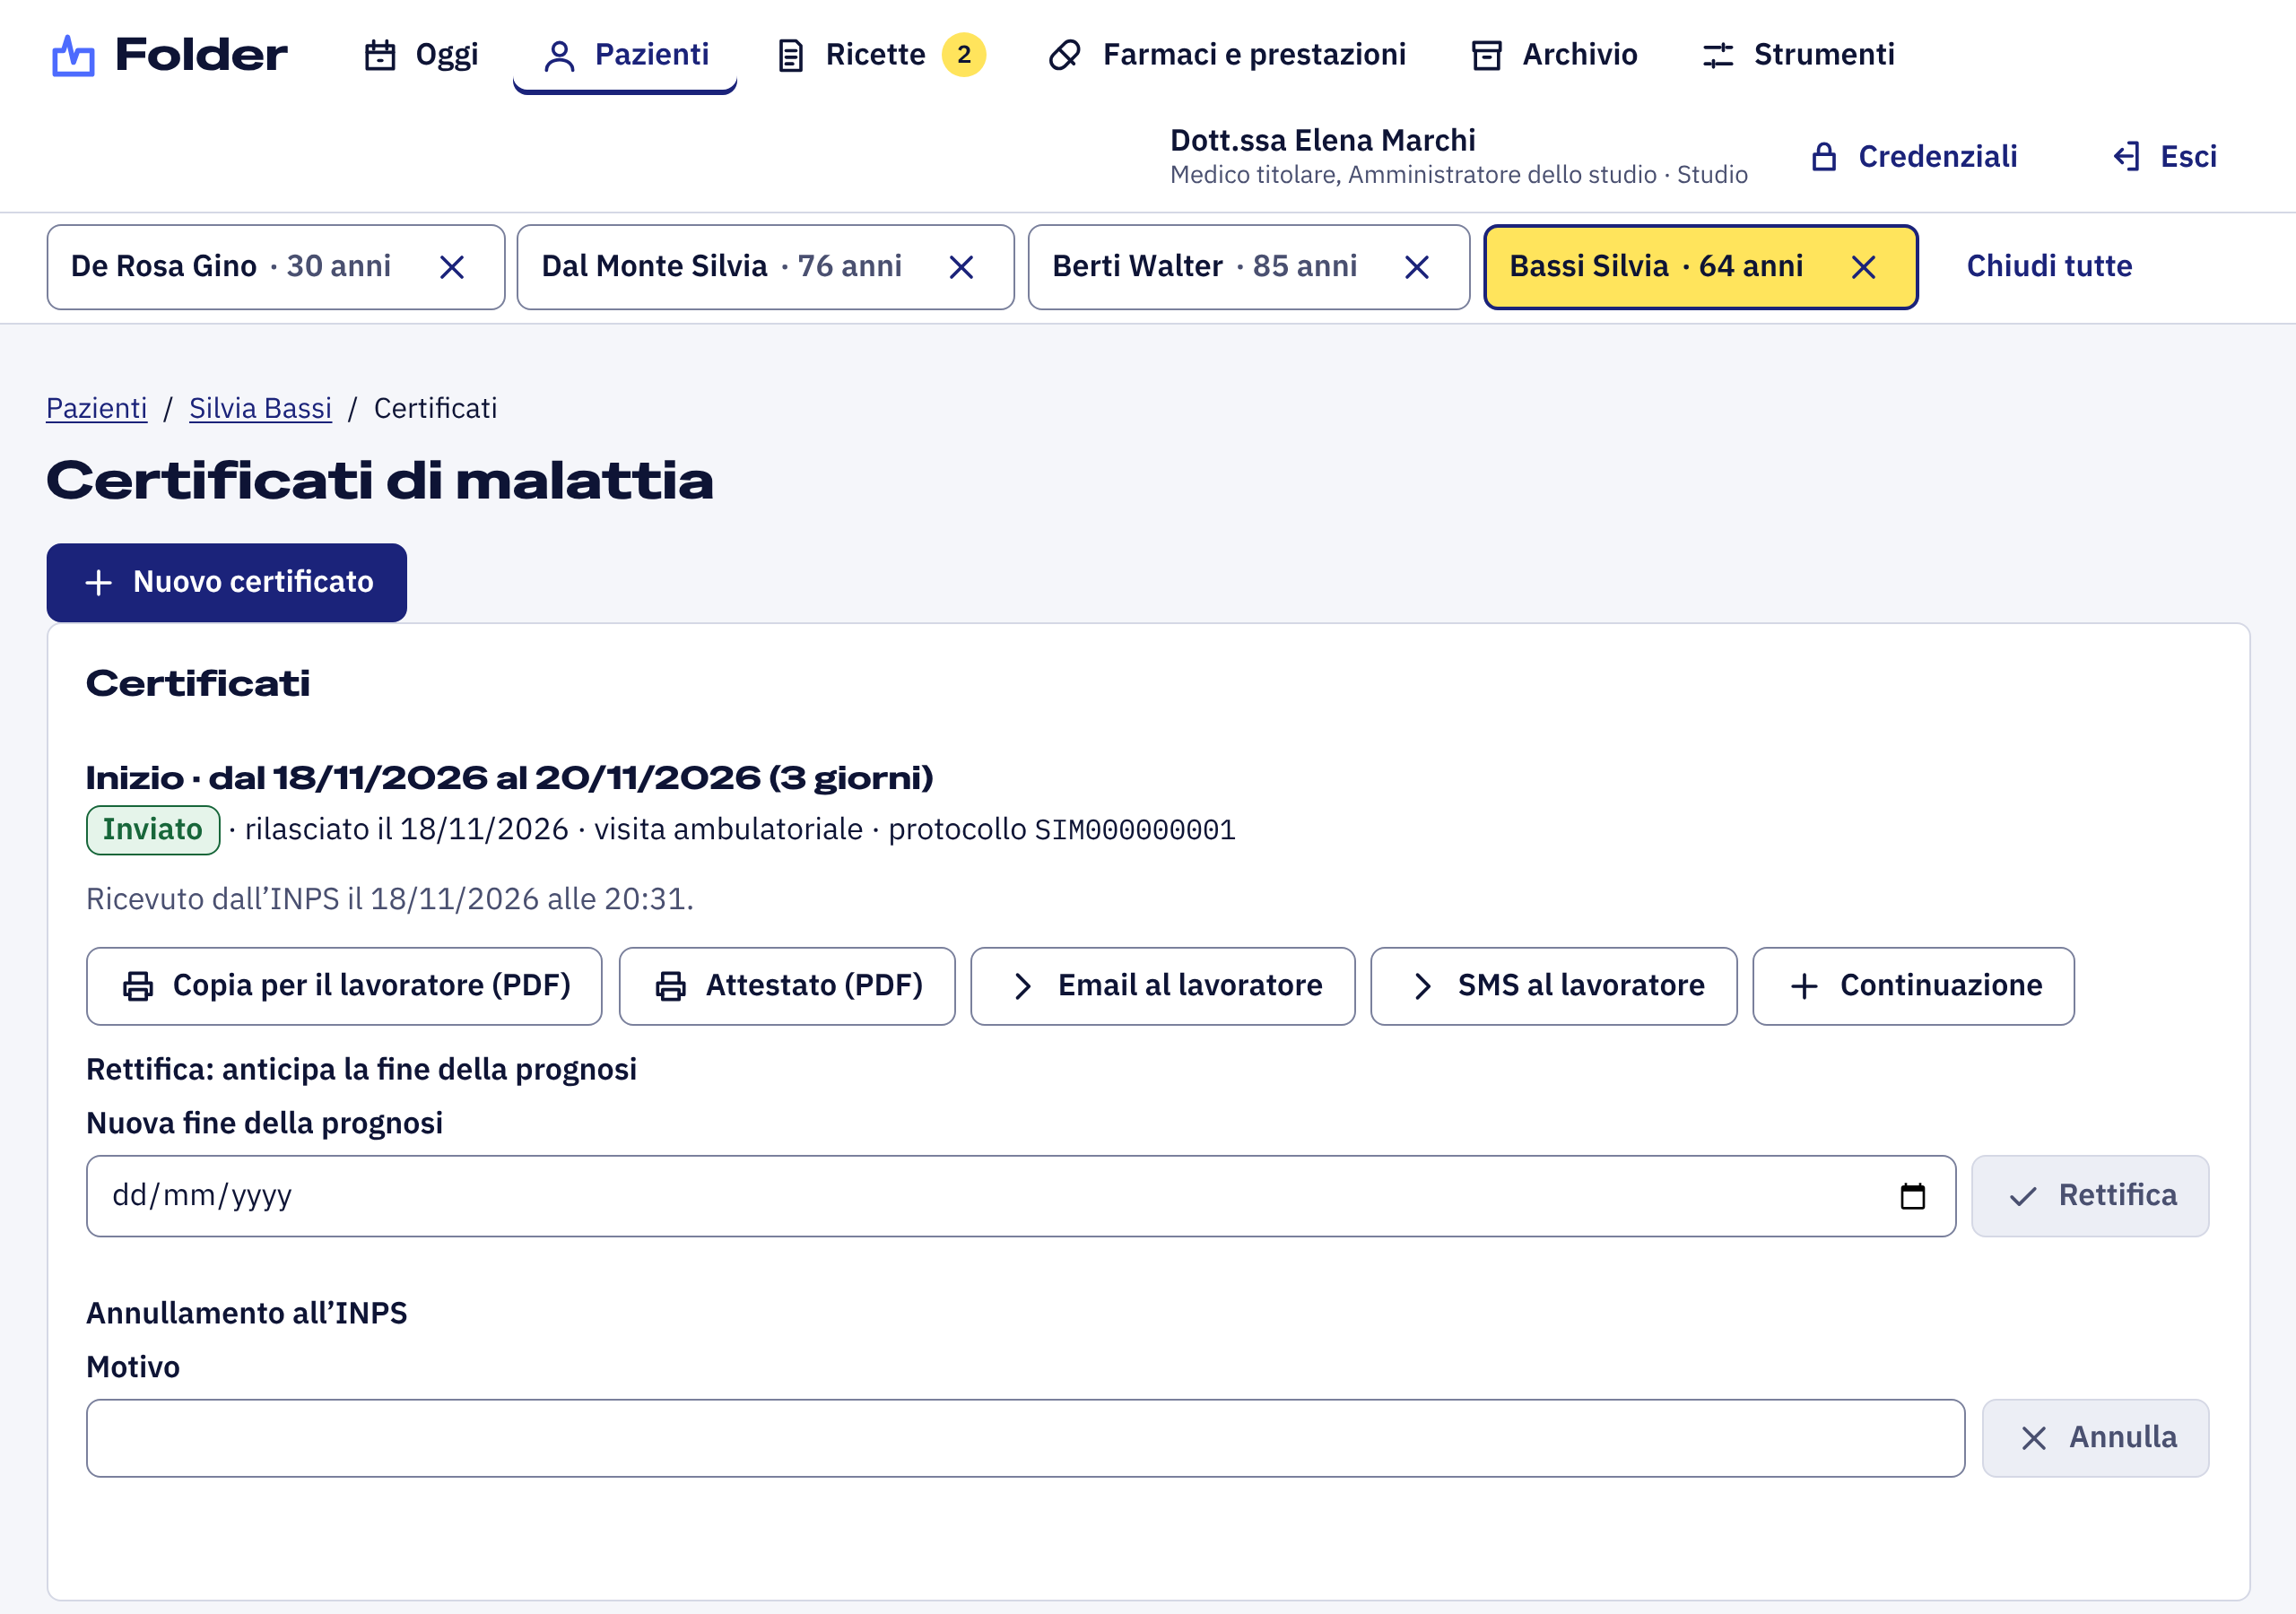 Folder
Oggi
Pazienti
Ricette 2
Farmaci e prestazioni
Archivio
Strumenti
Dott.ssa Elena Marchi
Medico titolare, Amministratore dello studio · Studio
Credenziali
Esci
De Rosa Gino · 30 anni
Dal Monte Silvia · 76 anni
Berti Walter · 85 anni
Bassi Silvia · 64 anni
Chiudi tutte
Pazienti / Silvia Bassi / Certificati
Certificati di malattia
Nuovo certificato
Certificati
Inizio · dal 18/11/2026 al 20/11/2026 (3 giorni)
Inviato · rilasciato il 18/11/2026 · visita ambulatoriale · protocollo SIM000000001
Ricevuto dall’INPS il 18/11/2026 alle 20:31.
Copia per il lavoratore (PDF)
Attestato (PDF)
Email al lavoratore
SMS al lavoratore
Continuazione
Rettifica: anticipa la fine della prognosi
Nuova fine della prognosi
dd/mm/yyyy
Rettifica
Annullamento all’INPS
Motivo
Annulla